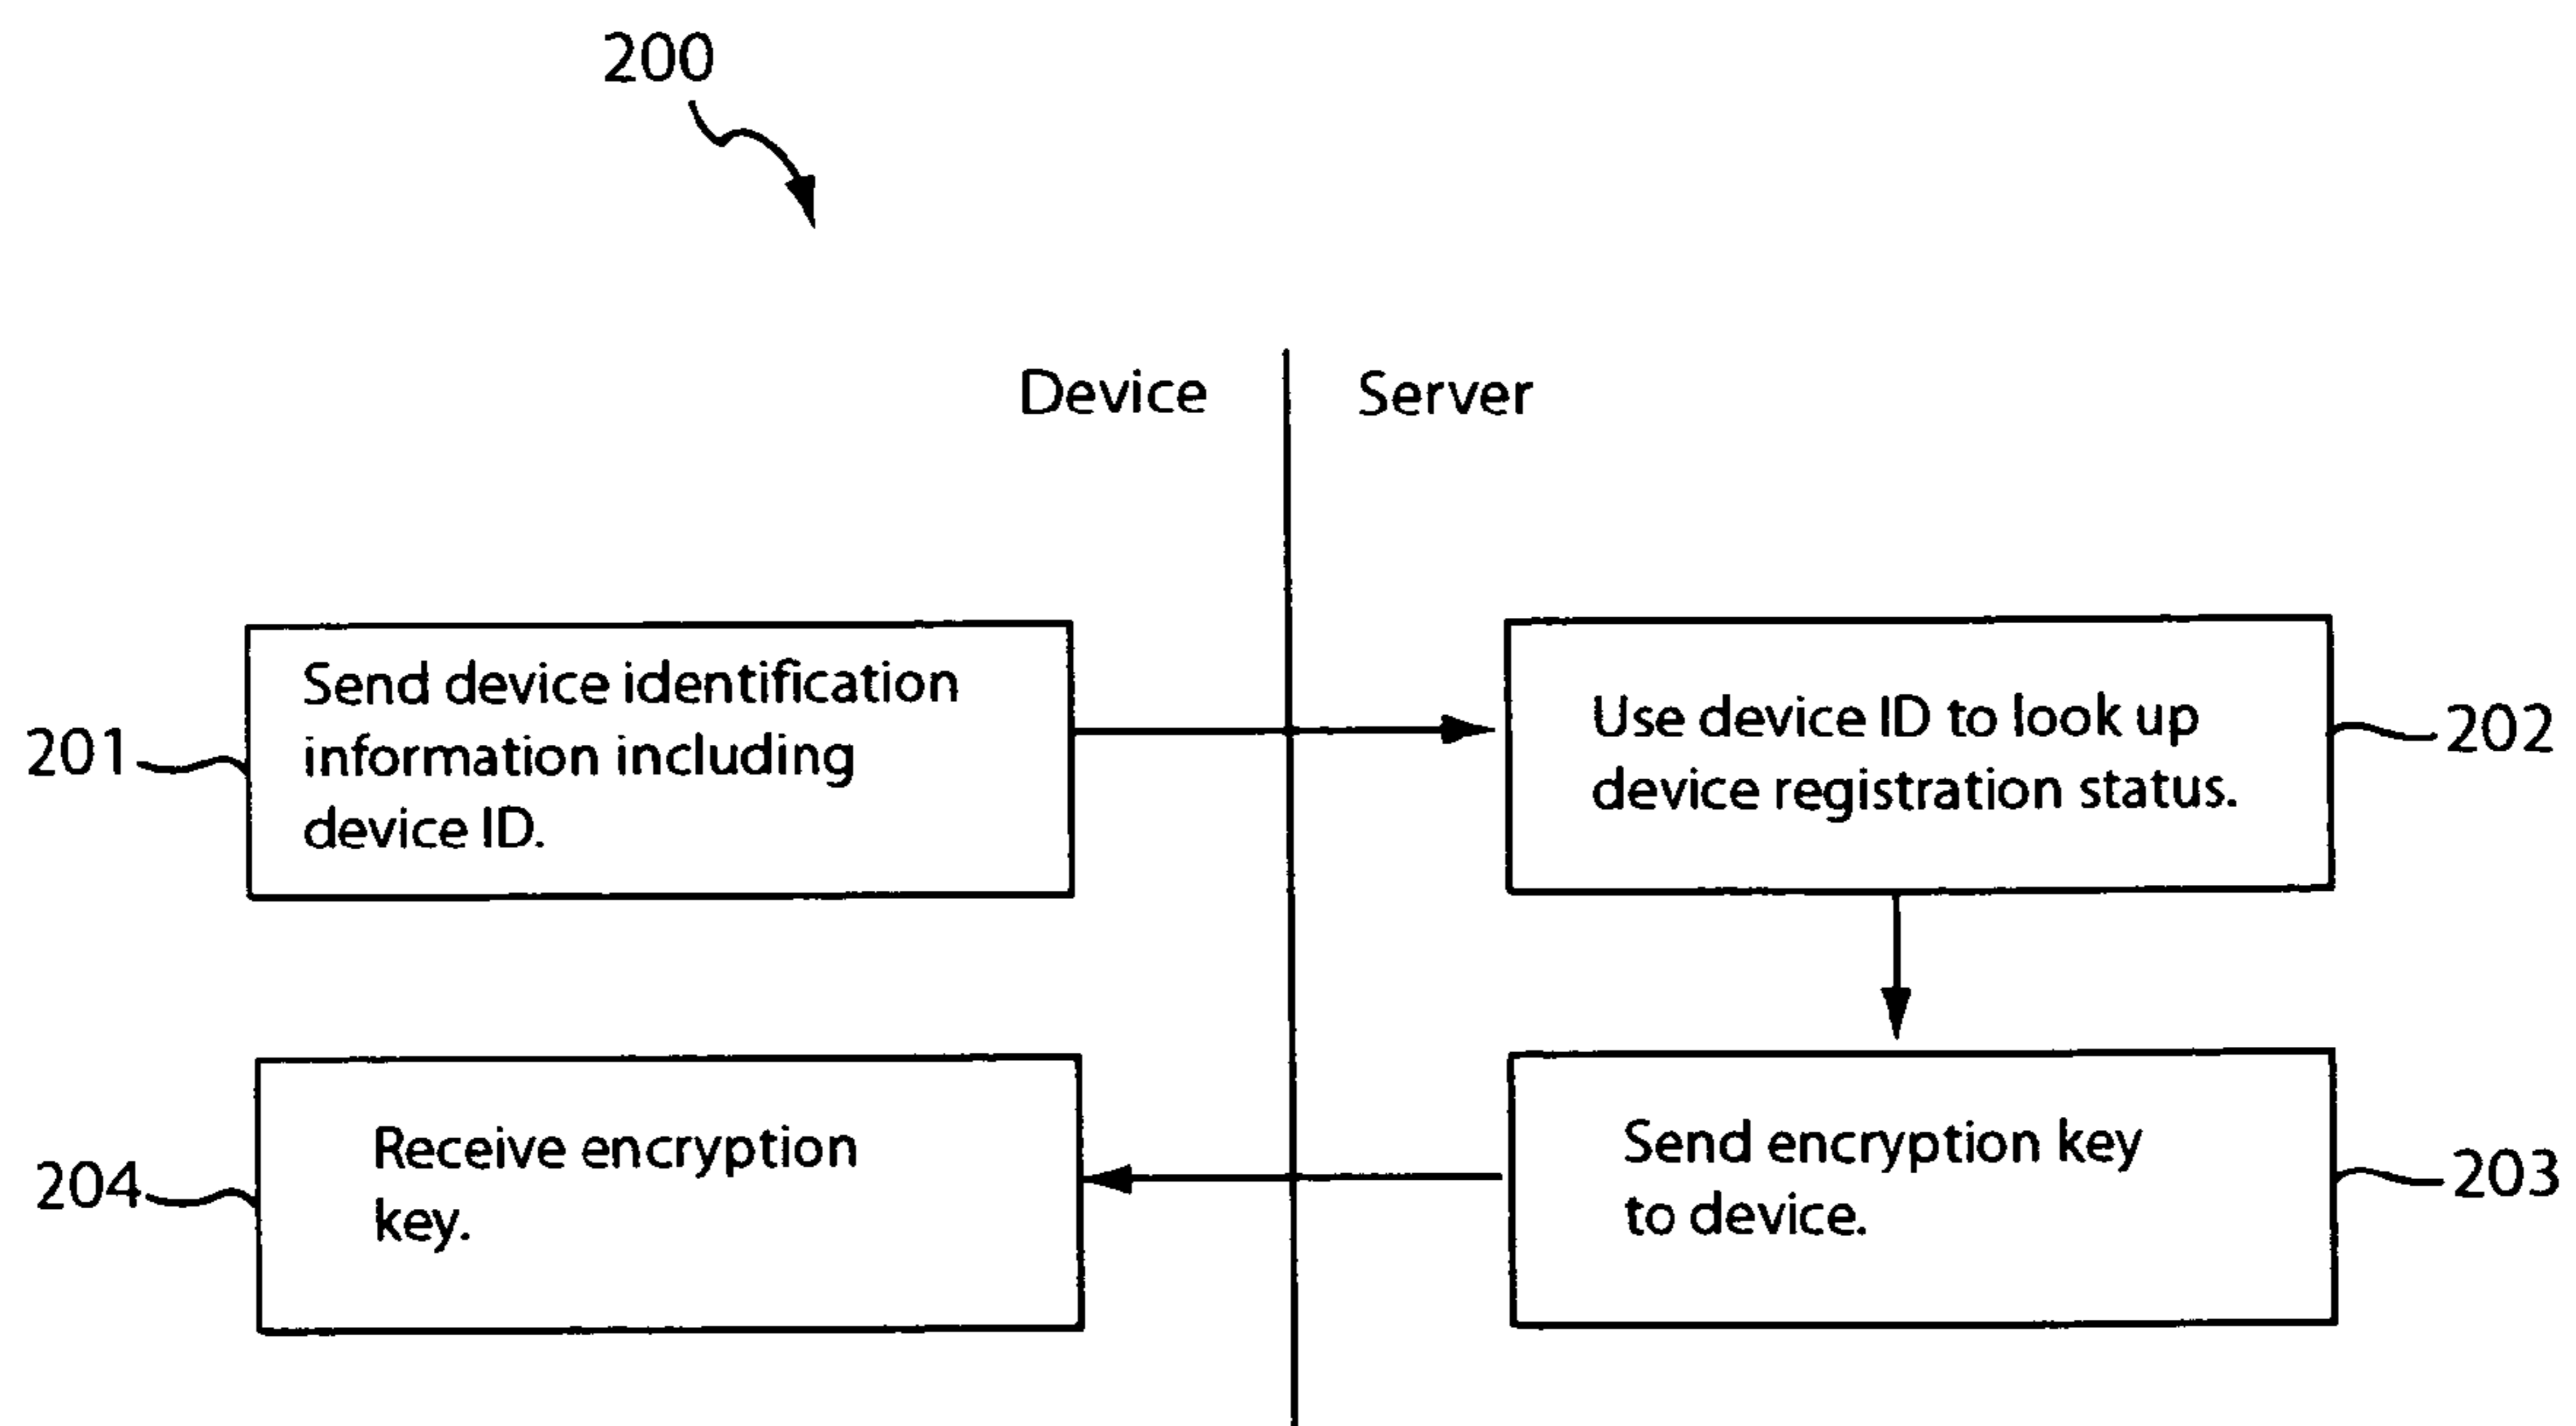 200
Device
Server
201
Send device identification
information including
device ID.
Use device ID to look up
device registration status.
202
204
Receive encryption
key.
Send encryption key
to device.
203